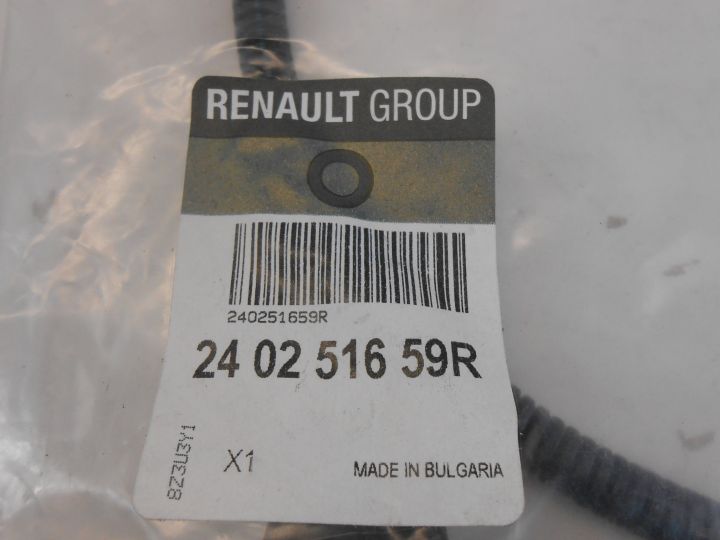 RENAULT GROUP
240251659R
24 02 516 59R
8Z3U3Y1
X1
MADE IN BULGARIA